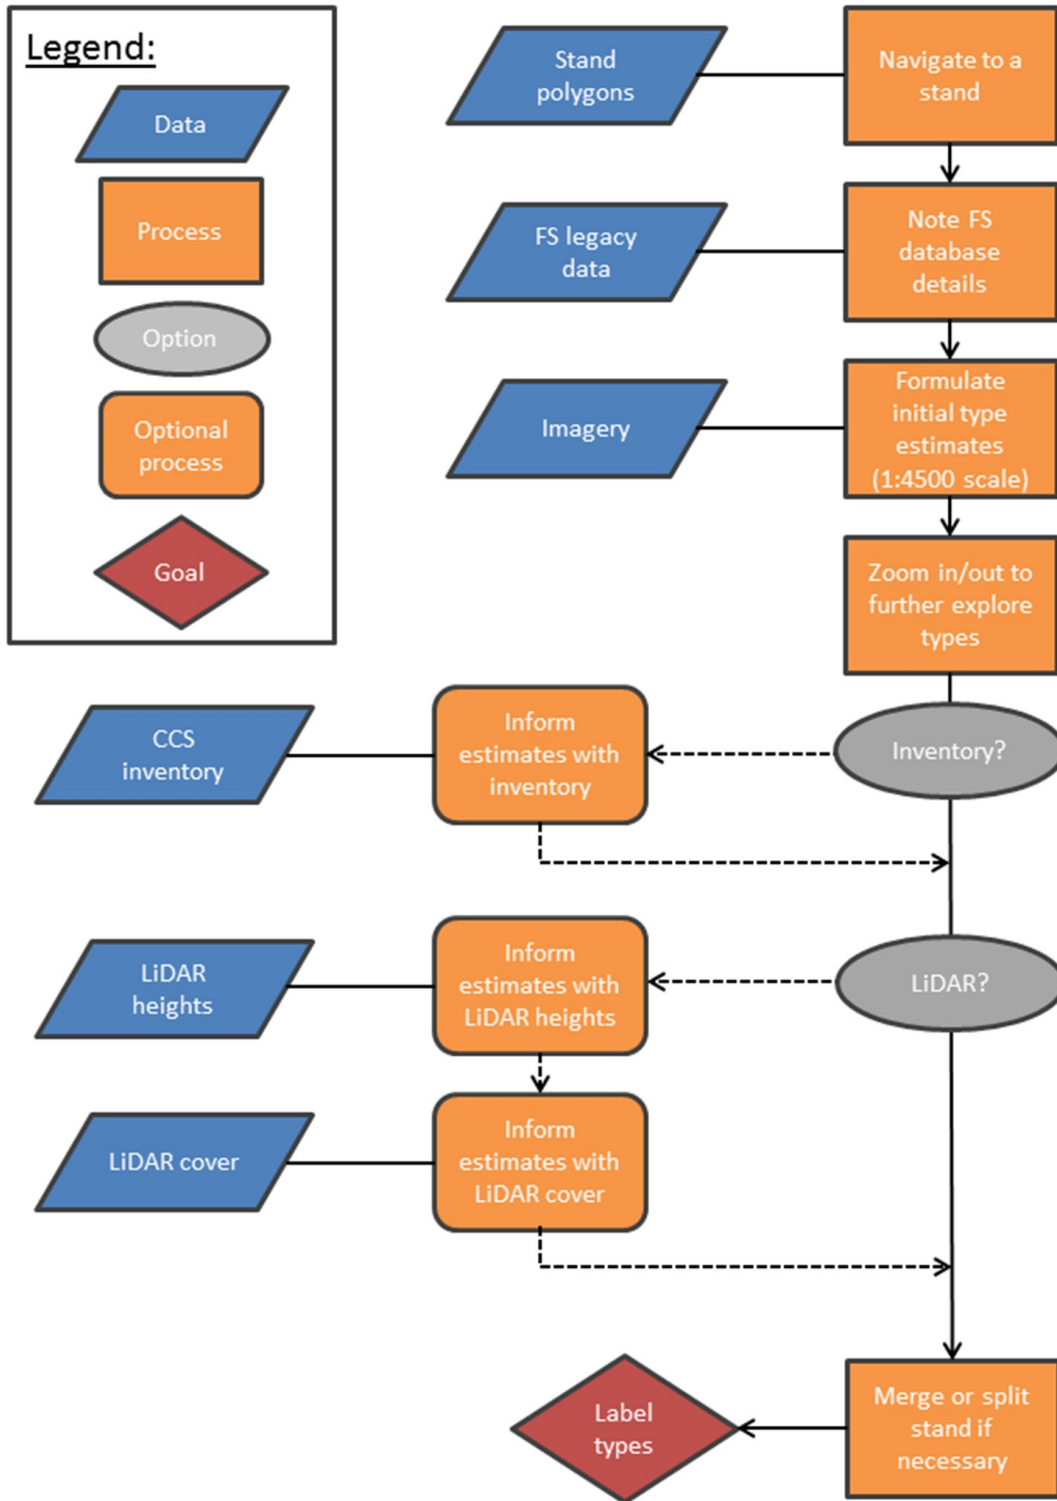 Legend:
Data
Process
Option
Optional
process
Goal
Stand
polygons
Navigate to a
stand
FS legacy
data
Note FS
database
details
Imagery
Formulate
initial type
estimates
(1:4500 scale)
Zoom in/out to
further explore
types
CCS
inventory
Inform
estimates with
inventory
Inventory?
LiDAR
heights
Inform
estimates with
LiDAR heights
LiDAR?
LiDAR cover
Inform
estimates with
LiDAR cover
Label
types
Merge or split
stand if
necessary